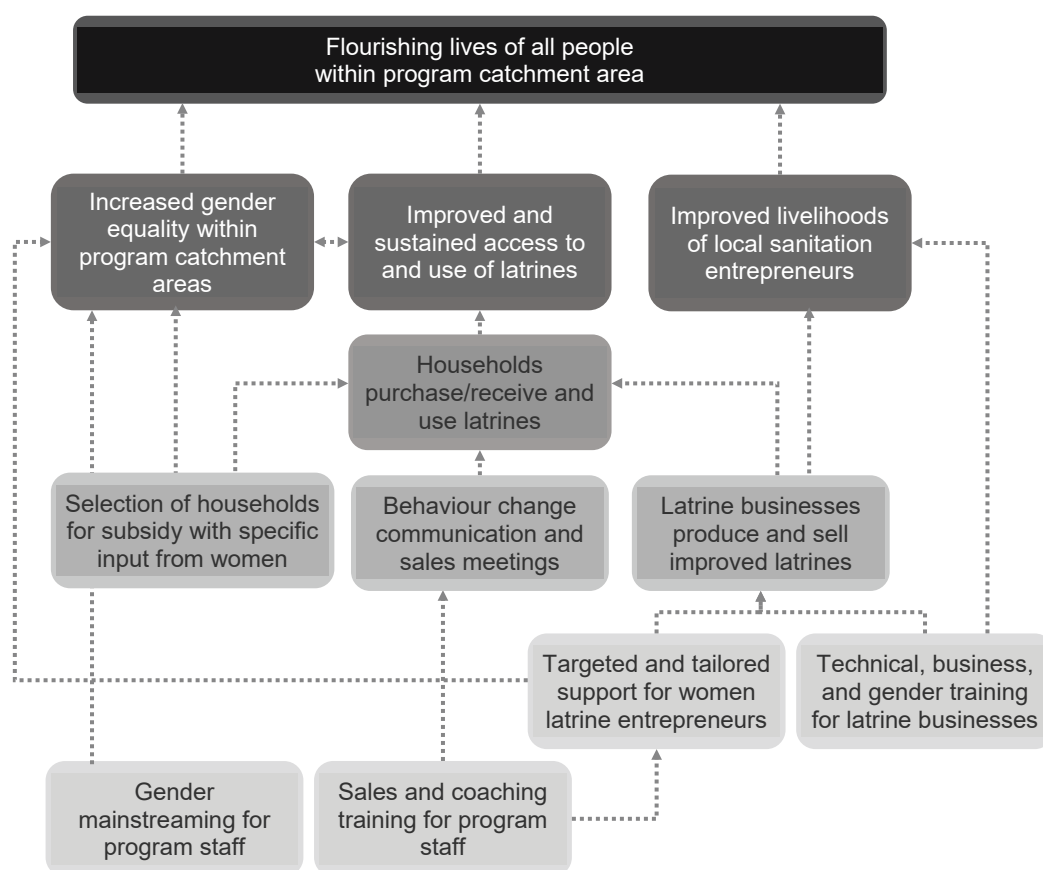 Flourishing lives of all people
within program catchment area
Increased gender
equality within
program catchment
areas
Improved and
sustained access to
and use of latrines
Improved livelihoods
of local sanitation
entrepreneurs
Households
purchase/receive and
use latrines
Selection of households
for subsidy with specific
input from women
Behaviour change
communication and
sales meetings
Latrine businesses
produce and sell
improved latrines
Targeted and tailored
support for women
latrine entrepreneurs
Technical, business,
and gender training
for latrine businesses
Gender
mainstreaming for
program staff
Sales and coaching
training for program
staff